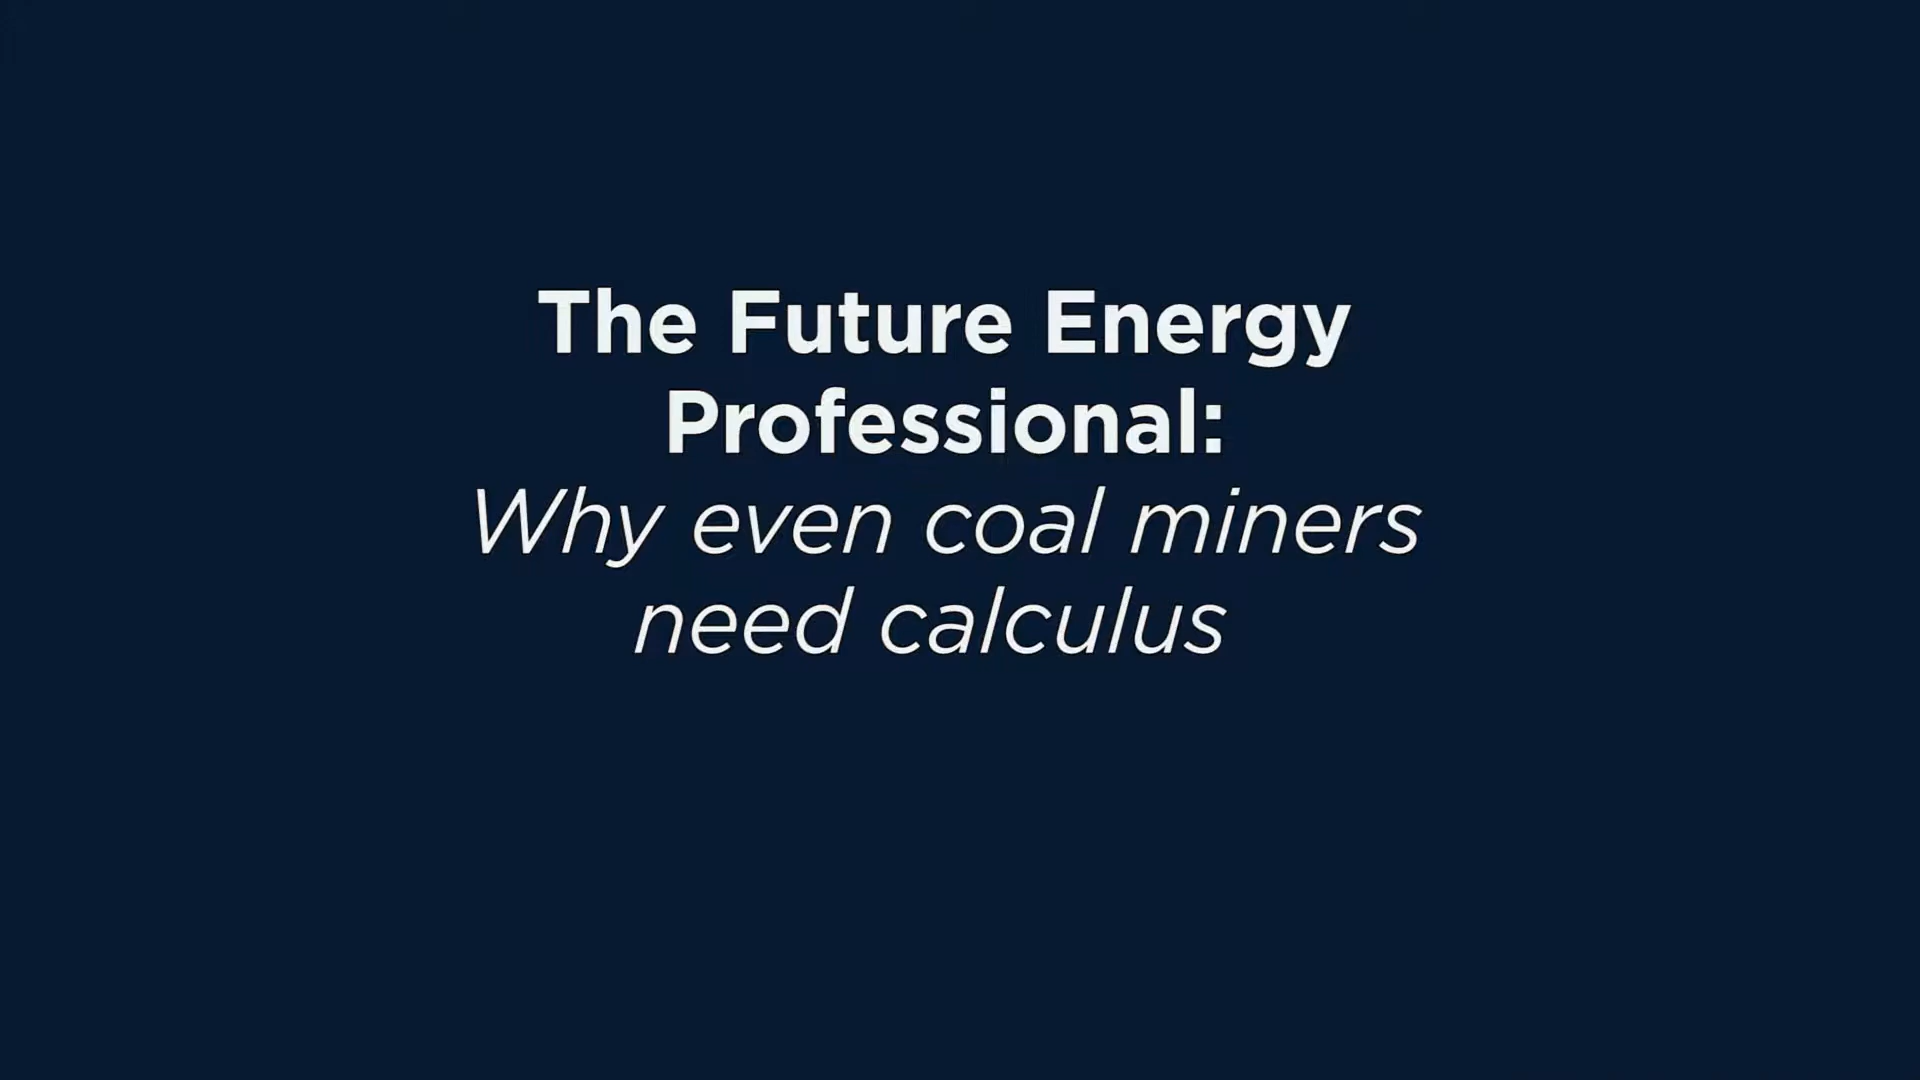 The Future Energy
Professional:
Why even coal miners
need calculus